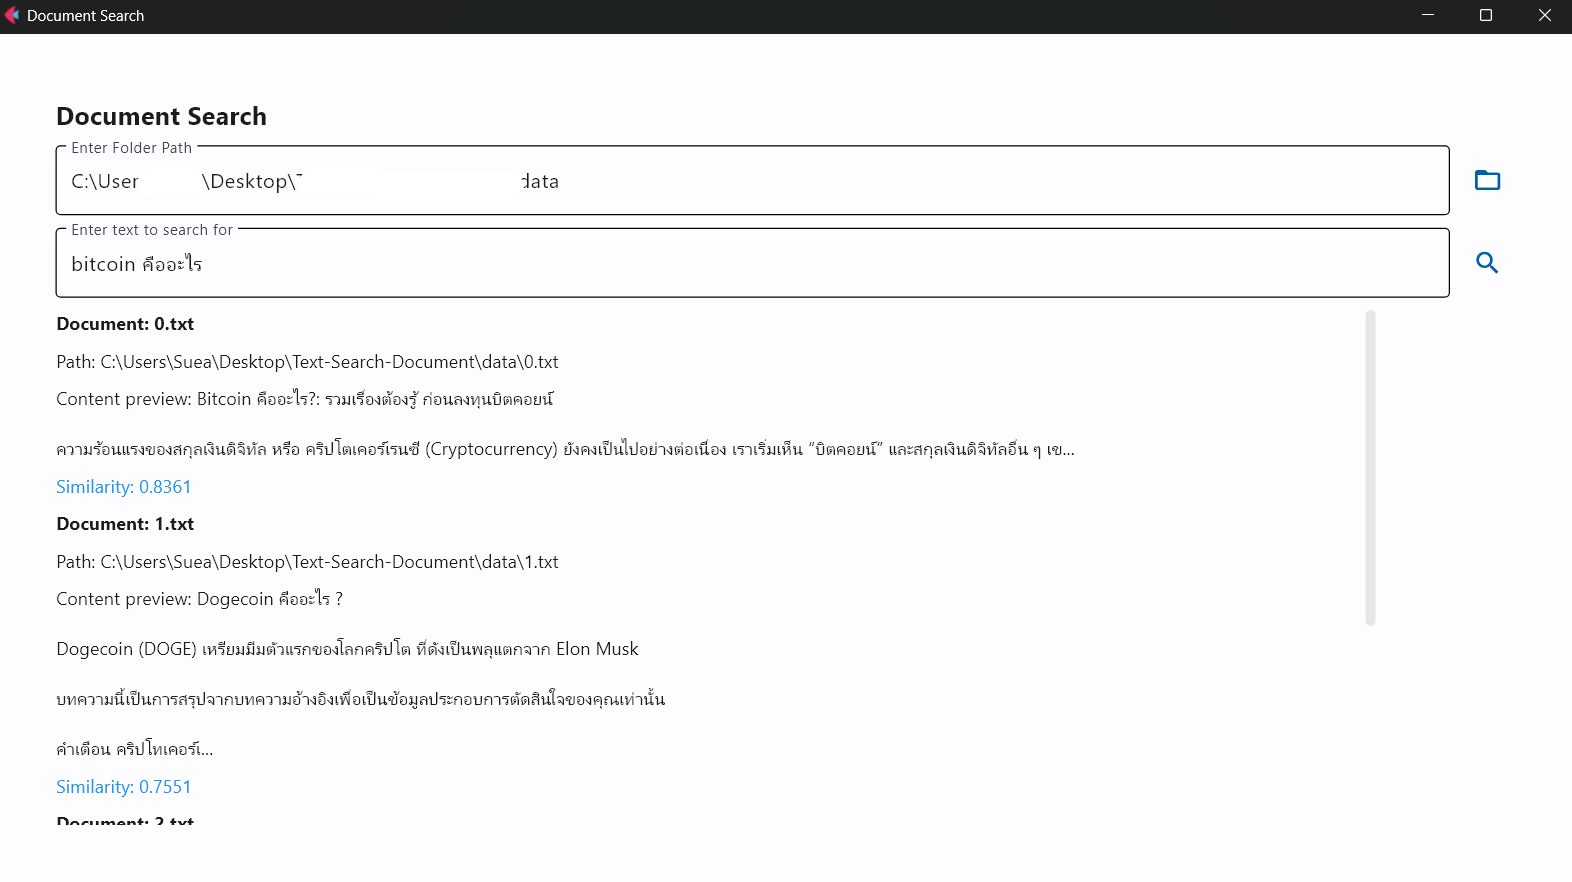 Document Search
Document Search
Enter Folder Path
C:\User \Desktop\ data
Enter text to search for
bitcoin คืออะไร
Document: 0.txt
Path: C:\Users\Suea\Desktop\Text-Search-Document\data\0.txt
Content preview: Bitcoin คืออะไร?: รวมเรื่องต้องรู้ ก่อนลงทุนบิตคอยน์
ความร้อนแรงของสกุลเงินดิจิทัล หรือ คริปโตเคอร์เรนซี (Cryptocurrency) ยังคงเป็นไปอย่างต่อเนื่อง เราเริ่มเห็น “บิตคอยน์” และสกุลเงินดิจิทัลอื่น ๆ เข...
Similarity: 0.8361
Document: 1.txt
Path: C:\Users\Suea\Desktop\Text-Search-Document\data\1.txt
Content preview: Dogecoin คืออะไร ?
Dogecoin (DOGE) เหรียมมีมตัวแรกของโลกคริปโต ที่ดังเป็นพลุแตกจาก Elon Musk
บทความนี้เป็นการสรุปจากบทความอ้างอิงเพื่อเป็นข้อมูลประกอบการตัดสินใจของคุณเท่านั้น
คำเตือน คริปโทเคอร์เ...
Similarity: 0.7551
Document: 2.txt